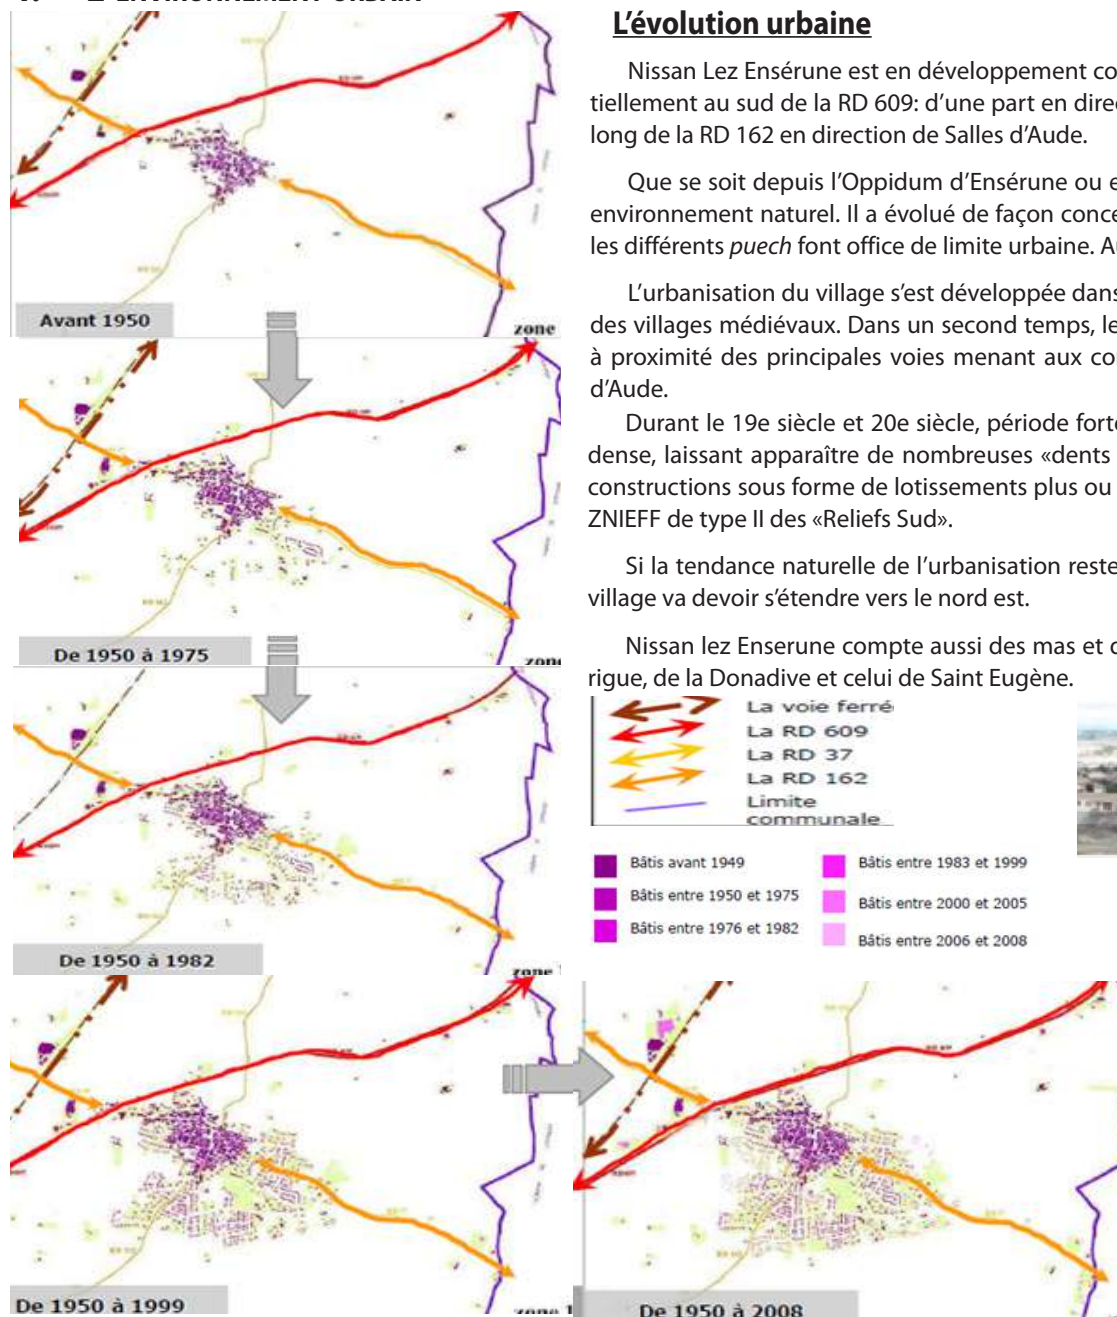 L'ENVIRONNEMENT URBAIN
L'évolution urbaine
Nissan Lez Ensérune est en développement co
tiellement au sud de la RD 609: d'une part en direc
long de la RD 162 en direction de Salles d'Aude.
Que se soit depuis l'Oppidum d'Ensérune ou e
environnement naturel. Il a évolué de façon conce
les différents puech font office de limite urbaine. Au
L'urbanisation du village s'est développée dans
des villages médiévaux. Dans un second temps, le
à proximité des principales voies menant aux co
d'Aude.
Durant le 19e siècle et 20e siècle, période forte
dense, laissant apparaître de nombreuses «dents
constructions sous forme de lotissements plus ou
ZNIEFF de type II des «Reliefs Sud».
Si la tendance naturelle de l'urbanisation reste
village va devoir s'étendre vers le nord est.
Nissan lez Enserune compte aussi des mas et d
rigue, de la Donadive et celui de Saint Eugène.
Avant 1950
zone
De 1950 à 1975
zone
De 1950 à 1982
zone 1
La voie ferré
La RD 609
La RD 37
La RD 162
Limite
communale
Bâtis avant 1949
Bâtis entre 1950 et 1975
Bâtis entre 1976 et 1982
Bâtis entre 1983 et 1999
Bâtis entre 2000 et 2005
Bâtis entre 2006 et 2008
De 1950 à 1999
zone 1
De 1950 à 2008